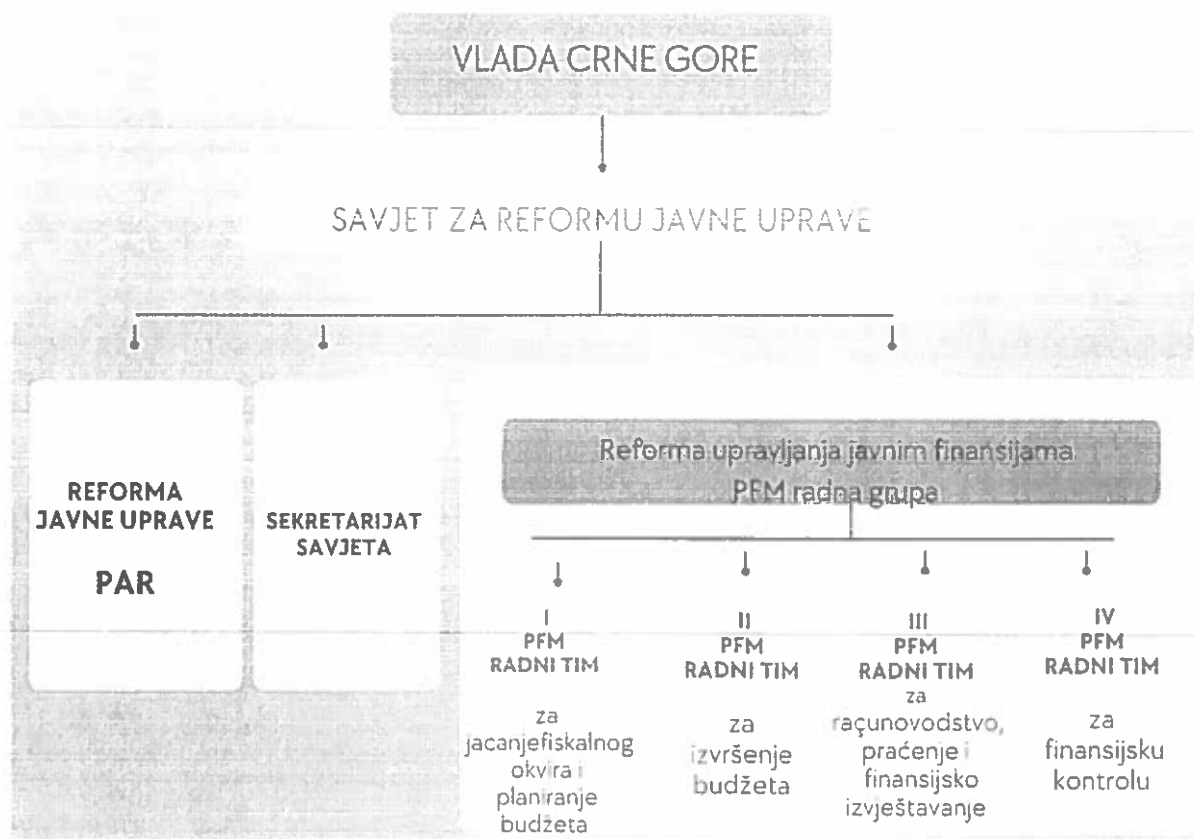 VLADA CRNE GORE
SAVJET ZA REFORMU JAVNE UPRAVE
REFORMA
JAVNE UPRAVE
PAR
SEKRETARIJAT
SAVJETA
Reforma upravljanja javnim finansijama
PFM radna grupa
I
PFM
RADNI TIM
za
jacanjefiskalnog
okvira i
planiranje
budžeta
II
PFM
RADNI TIM
za
izvršenje
budžeta
III
PFM
RADNI TIM
za
računovodstvo,
praćenje i
finansijsko
izvještavanje
IV
PFM
RADNI TIM
za
finansijsku
kontrolu